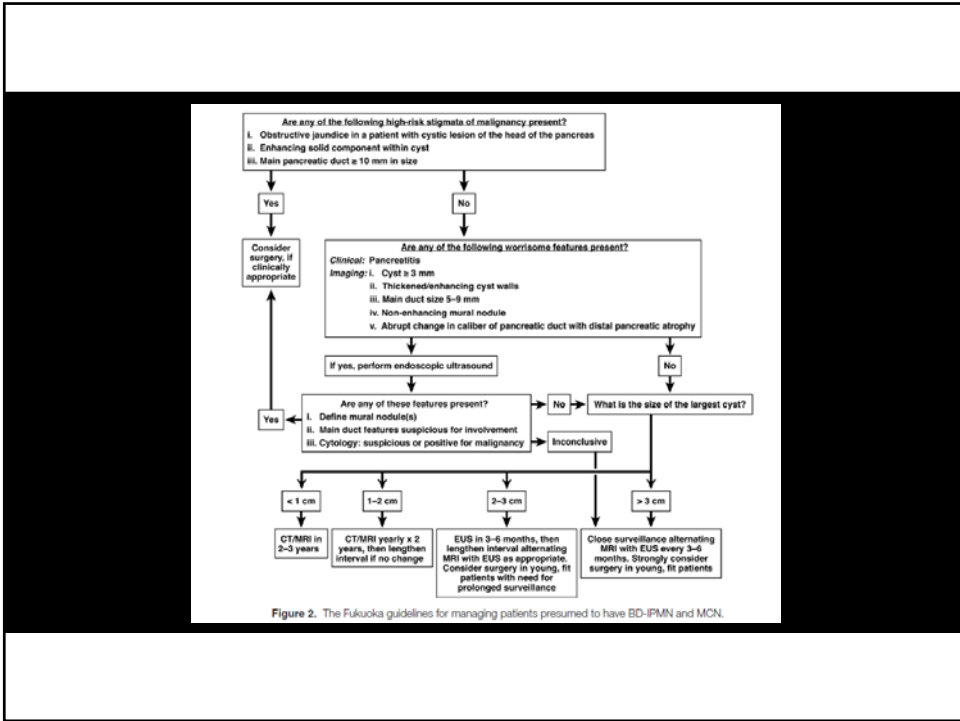 Are any of the following high-risk stigmata of malignancy present?
i. Obstructive jaundice in a patient with cystic lesion of the head of the pancreas
ii. Enhancing solid component within cyst
iii. Main pancreatic duct ≥ 10 mm in size
Yes
No
Consider
surgery, if
clinically
appropriate
Are any of the following worrisome features present?
Clinical: Pancreatitis
Imaging: i. Cyst ≥ 3 mm
ii. Thickened/enhancing cyst walls
iii. Main duct size 5–9 mm
iv. Non-enhancing mural nodule
v. Abrupt change in caliber of pancreatic duct with distal pancreatic atrophy
If yes, perform endoscopic ultrasound
No
Yes
Are any of these features present?
i. Define mural nodule(s)
ii. Main duct features suspicious for involvement
iii. Cytology: suspicious or positive for malignancy
No
What is the size of the largest cyst?
Inconclusive
< 1 cm
1–2 cm
2–3 cm
> 3 cm
CT/MRI in
2–3 years
CT/MRI yearly x 2
years, then lengthen
interval if no change
EUS in 3–6 months, then
lengthen interval alternating
MRI with EUS as appropriate.
Consider surgery in young, fit
patients with need for
prolonged surveillance
Close surveillance alternating
MRI with EUS every 3–6
months. Strongly consider
surgery in young, fit patients
Figure 2. The Fukuoka guidelines for managing patients presumed to have BD-IPMN and MCN.